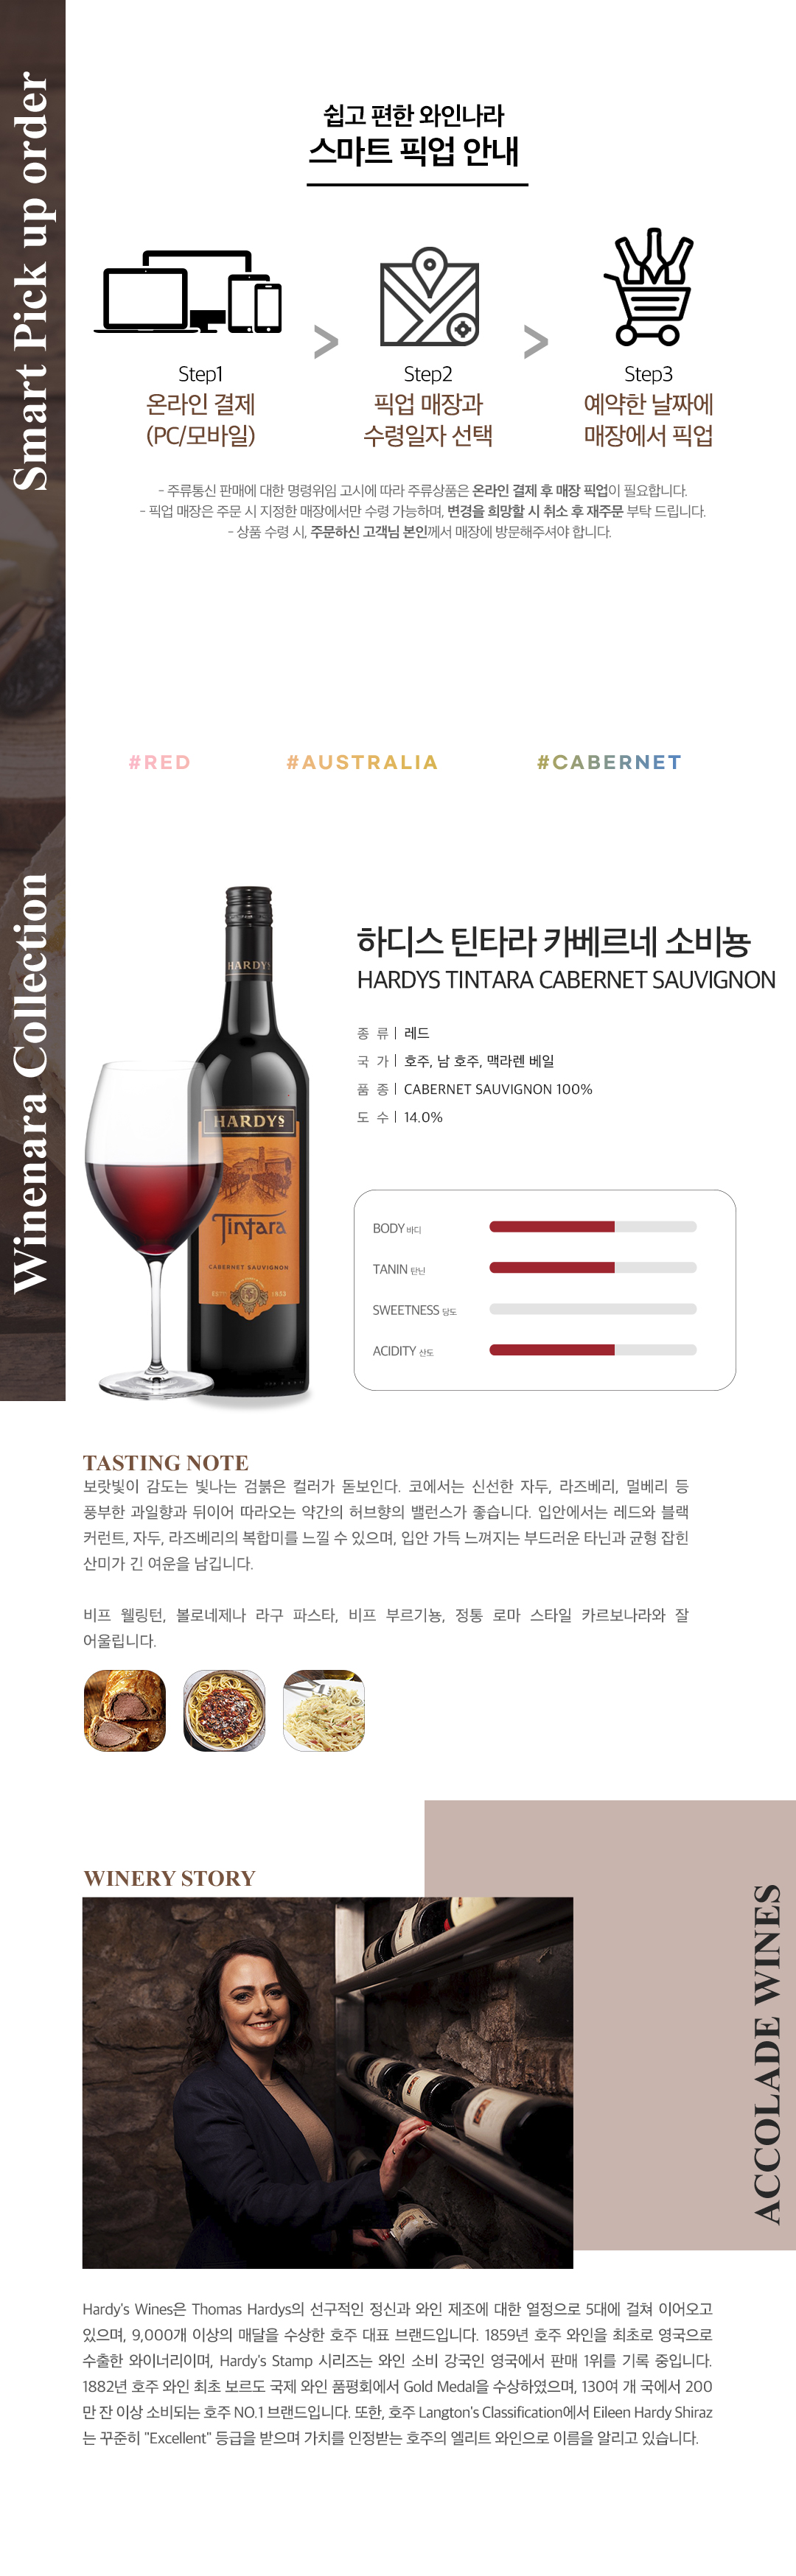 Smart Pick up order
쉽고 편한 와인나라
스마트 픽업 안내
Step1
온라인 결제
(PC/모바일)
>
Step2
픽업 매장과
수령일자 선택
>
Step3
예약한 날짜에
매장에서 픽업
- 주류통신 판매에 대한 명령위임 고시에 따라 주류상품은 온라인 결제 후 매장 픽업이 필요합니다.
- 픽업 매장은 주문 시 지정한 매장에서만 수령 가능하며, 변경을 희망할 시 취소 후 재주문 부탁 드립니다.
- 상품 수령 시, 주문하신 고객님 본인께서 매장에 방문해주셔야 합니다.
#RED #AUSTRALIA #CABERNET
Winenara Collection
HARDYS
HARDYS
Tintara
CABERNET SAUVIGNON
ESTD 1853
하디스 틴타라 카베르네 소비뇽
HARDYS TINTARA CABERNET SAUVIGNON
종 류 | 레드
국 가 | 호주, 남 호주, 맥라렌 베일
품 종 | CABERNET SAUVIGNON 100%
도 수 | 14.0%
BODY 바디
TANIN 탄닌
SWEETNESS 당도
ACIDITY 산도
TASTING NOTE
보랏빛이 감도는 빛나는 검붉은 컬러가 돋보인다. 코에서는 신선한 자두, 라즈베리, 멀베리 등
풍부한 과일향과 뒤이어 따라오는 약간의 허브향의 밸런스가 좋습니다. 입안에서는 레드와 블랙
커런트, 자두, 라즈베리의 복합미를 느낄 수 있으며, 입안 가득 느껴지는 부드러운 타닌과 균형 잡힌
산미가 긴 여운을 남깁니다.
비프 웰링턴, 볼로네제나 라구 파스타, 비프 부르기뇽, 정통 로마 스타일 카르보나라와 잘
어울립니다.
WINERY STORY
ACCOLADE WINES
Hardy's Wines은 Thomas Hardys의 선구적인 정신과 와인 제조에 대한 열정으로 5대에 걸쳐 이어오고
있으며, 9,000개 이상의 매달을 수상한 호주 대표 브랜드입니다. 1859년 호주 와인을 최초로 영국으로
수출한 와이너리이며, Hardy's Stamp 시리즈는 와인 소비 강국인 영국에서 판매 1위를 기록 중입니다.
1882년 호주 와인 최초 보르도 국제 와인 품평회에서 Gold Medal을 수상하였으며, 130여 개 국에서 200
만 잔 이상 소비되는 호주 NO.1 브랜드입니다. 또한, 호주 Langton's Classification에서 Eileen Hardy Shiraz
는 꾸준히 "Excellent" 등급을 받으며 가치를 인정받는 호주의 엘리트 와인으로 이름을 알리고 있습니다.